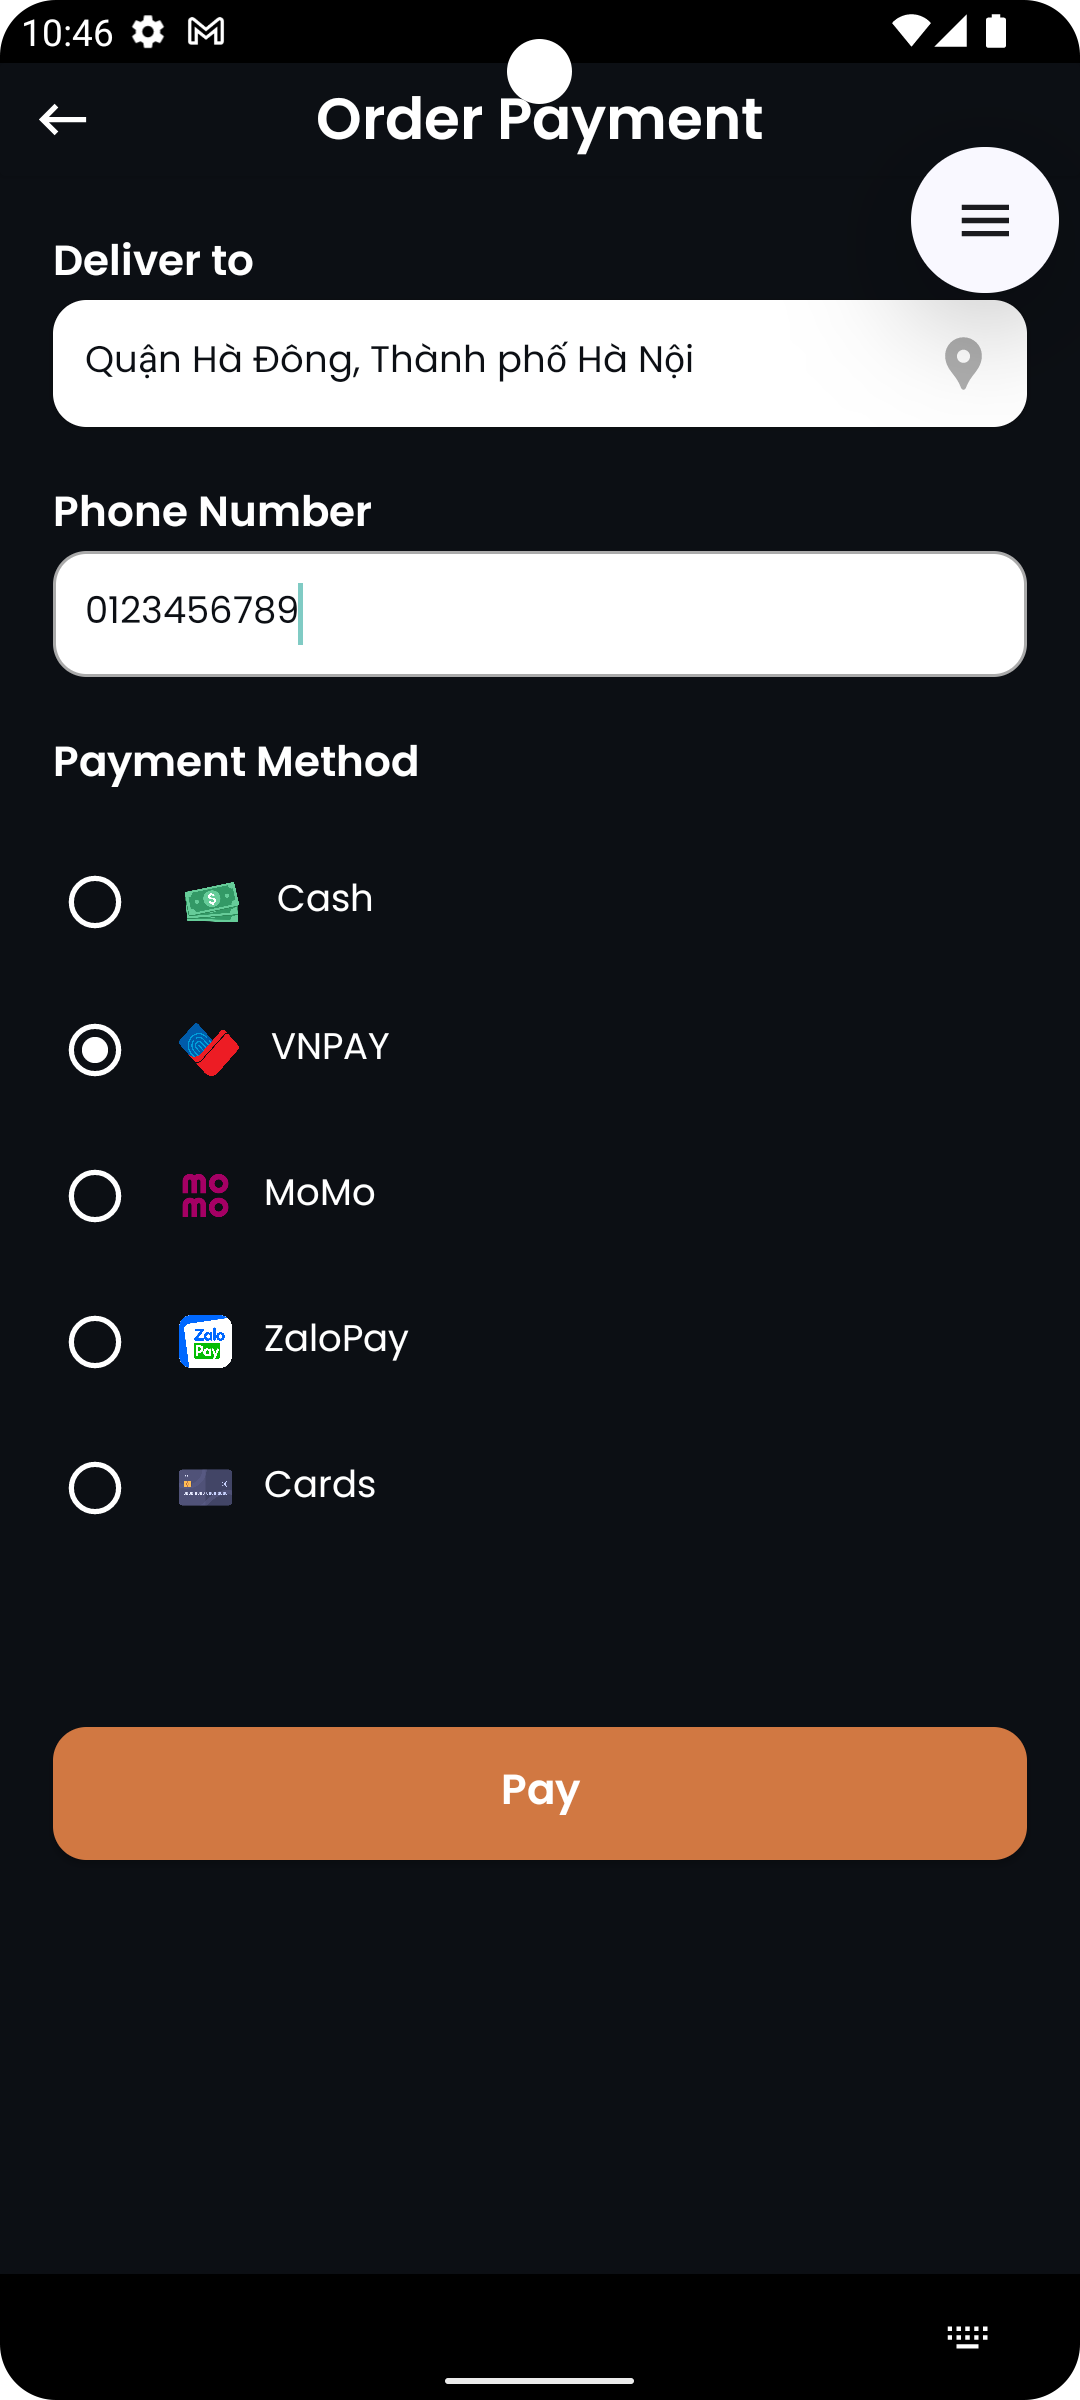 10:46
Order Payment
Deliver to
Quận Hà Đông, Thành phố Hà Nội
Phone Number
0123456789
Payment Method
Cash
VNPAY
mo
mo
MoMo
Zalo
Pay
ZaloPay
Cards
Pay